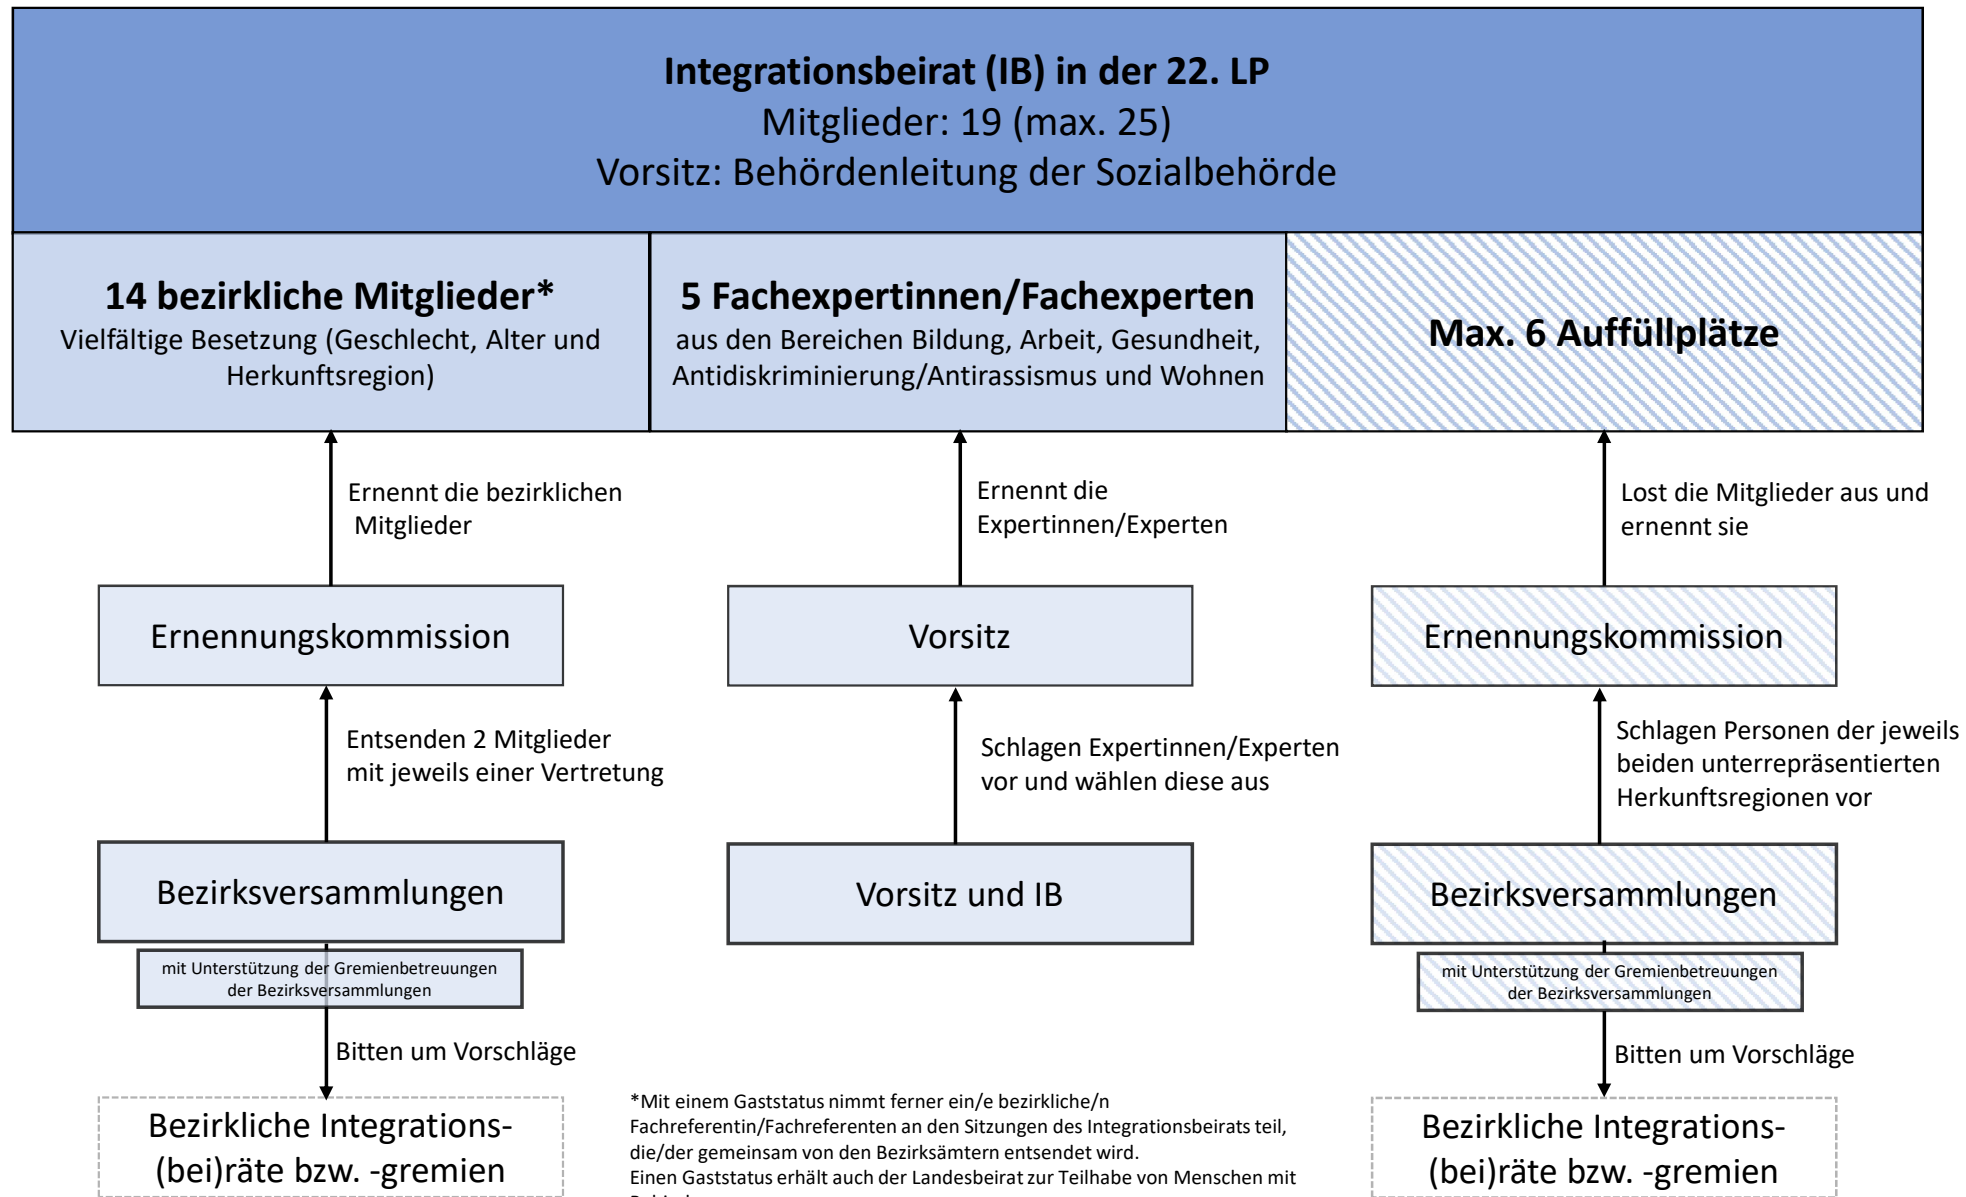 Integrationsbeirat (IB) in der 22. LP
Mitglieder: 19 (max. 25)
Vorsitz: Behördenleitung der Sozialbehörde
14 bezirkliche Mitglieder*
Vielfältige Besetzung (Geschlecht, Alter und
Herkunftsregion)
5 Fachexpertinnen/Fachexperten
aus den Bereichen Bildung, Arbeit, Gesundheit,
Antidiskriminierung/Antirassismus und Wohnen
Max. 6 Auffüllplätze
Ernennt die bezirklichen
Mitglieder
Ernennt die
Expertinnen/Experten
Lost die Mitglieder aus und
ernennt sie
Ernennungskommission
Vorsitz
Ernennungskommission
Entsenden 2 Mitglieder
mit jeweils einer Vertretung
Schlagen Expertinnen/Experten
vor und wählen diese aus
Schlagen Personen der jeweils
beiden unterrepräsentierten
Herkunftsregionen vor
Bezirksversammlungen
Vorsitz und IB
Bezirksversammlungen
mit Unterstützung der Gremienbetreuungen
der Bezirksversammlungen
mit Unterstützung der Gremienbetreuungen
der Bezirksversammlungen
Bitten um Vorschläge
Bitten um Vorschläge
Bezirkliche Integrations-
(bei)räte bzw. -gremien
*Mit einem Gaststatus nimmt ferner ein/e bezirkliche/n
Fachreferentin/Fachreferenten an den Sitzungen des Integrationsbeirats teil,
die/der gemeinsam von den Bezirksämtern entsendet wird.
Einen Gaststatus erhält auch der Landesbeirat zur Teilhabe von Menschen mit
Bezirkliche Integrations-
(bei)räte bzw. -gremien